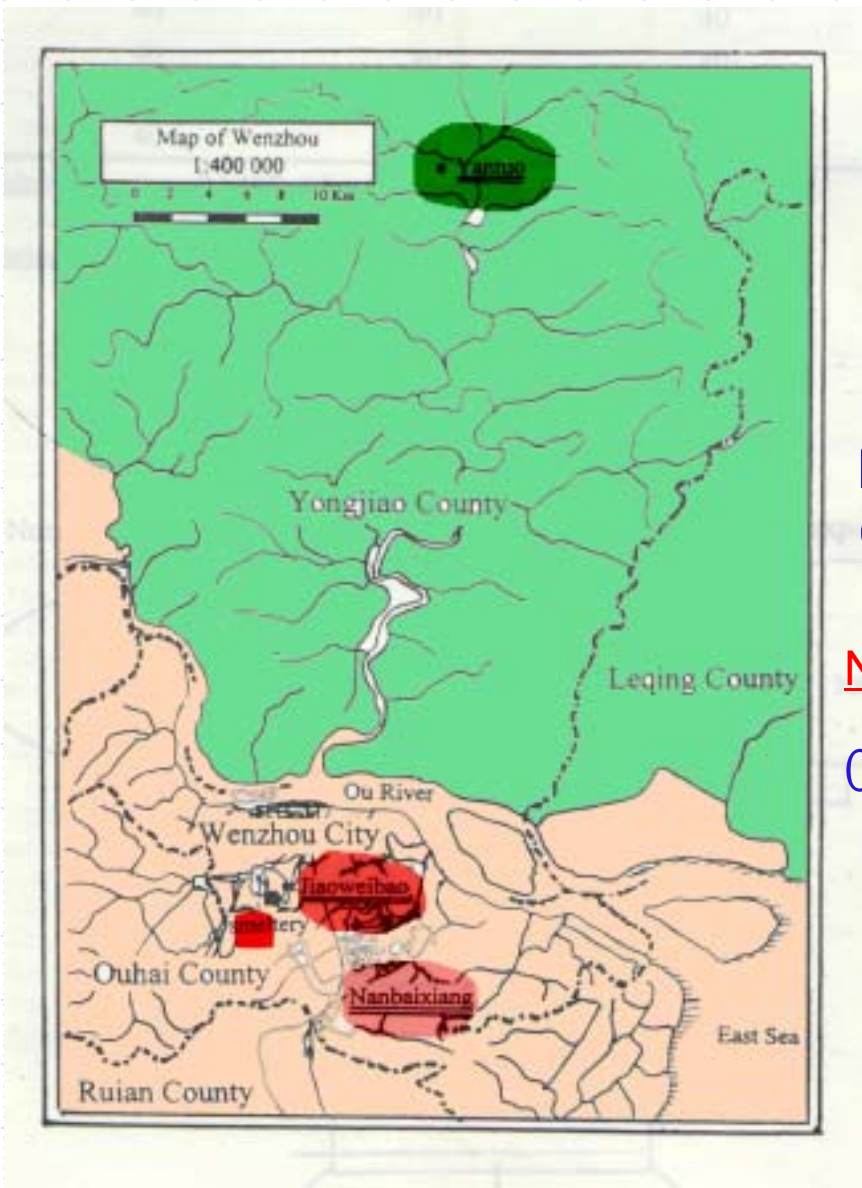 Map of Wenzhou
1:400 000
0 2 4 6 8 10 Km
Yantuo
Yongjiao County
Leqing County
Ou River
Wenzhou City
Jiaoweibao
Ouhai County
Nanbaixiang
East Sea
Ruian County